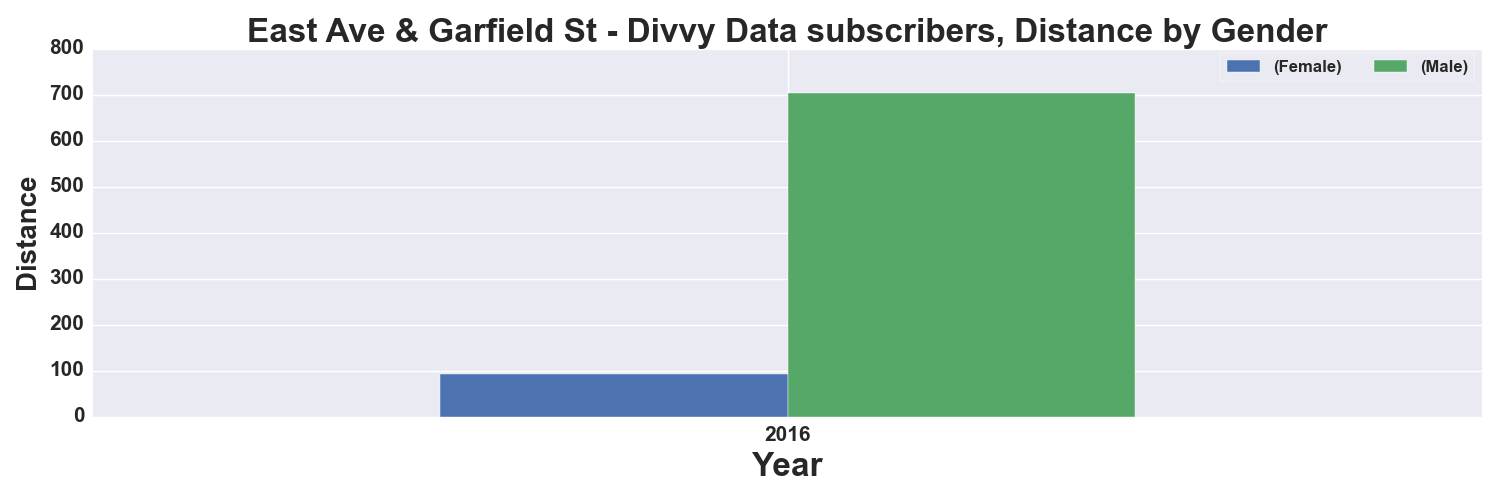 East Ave & Garfield St - Divvy Data subscribers, Distance by Gender
(Female) (Male)
Distance
800
700
600
500
400
300
200
100
0
2016
Year